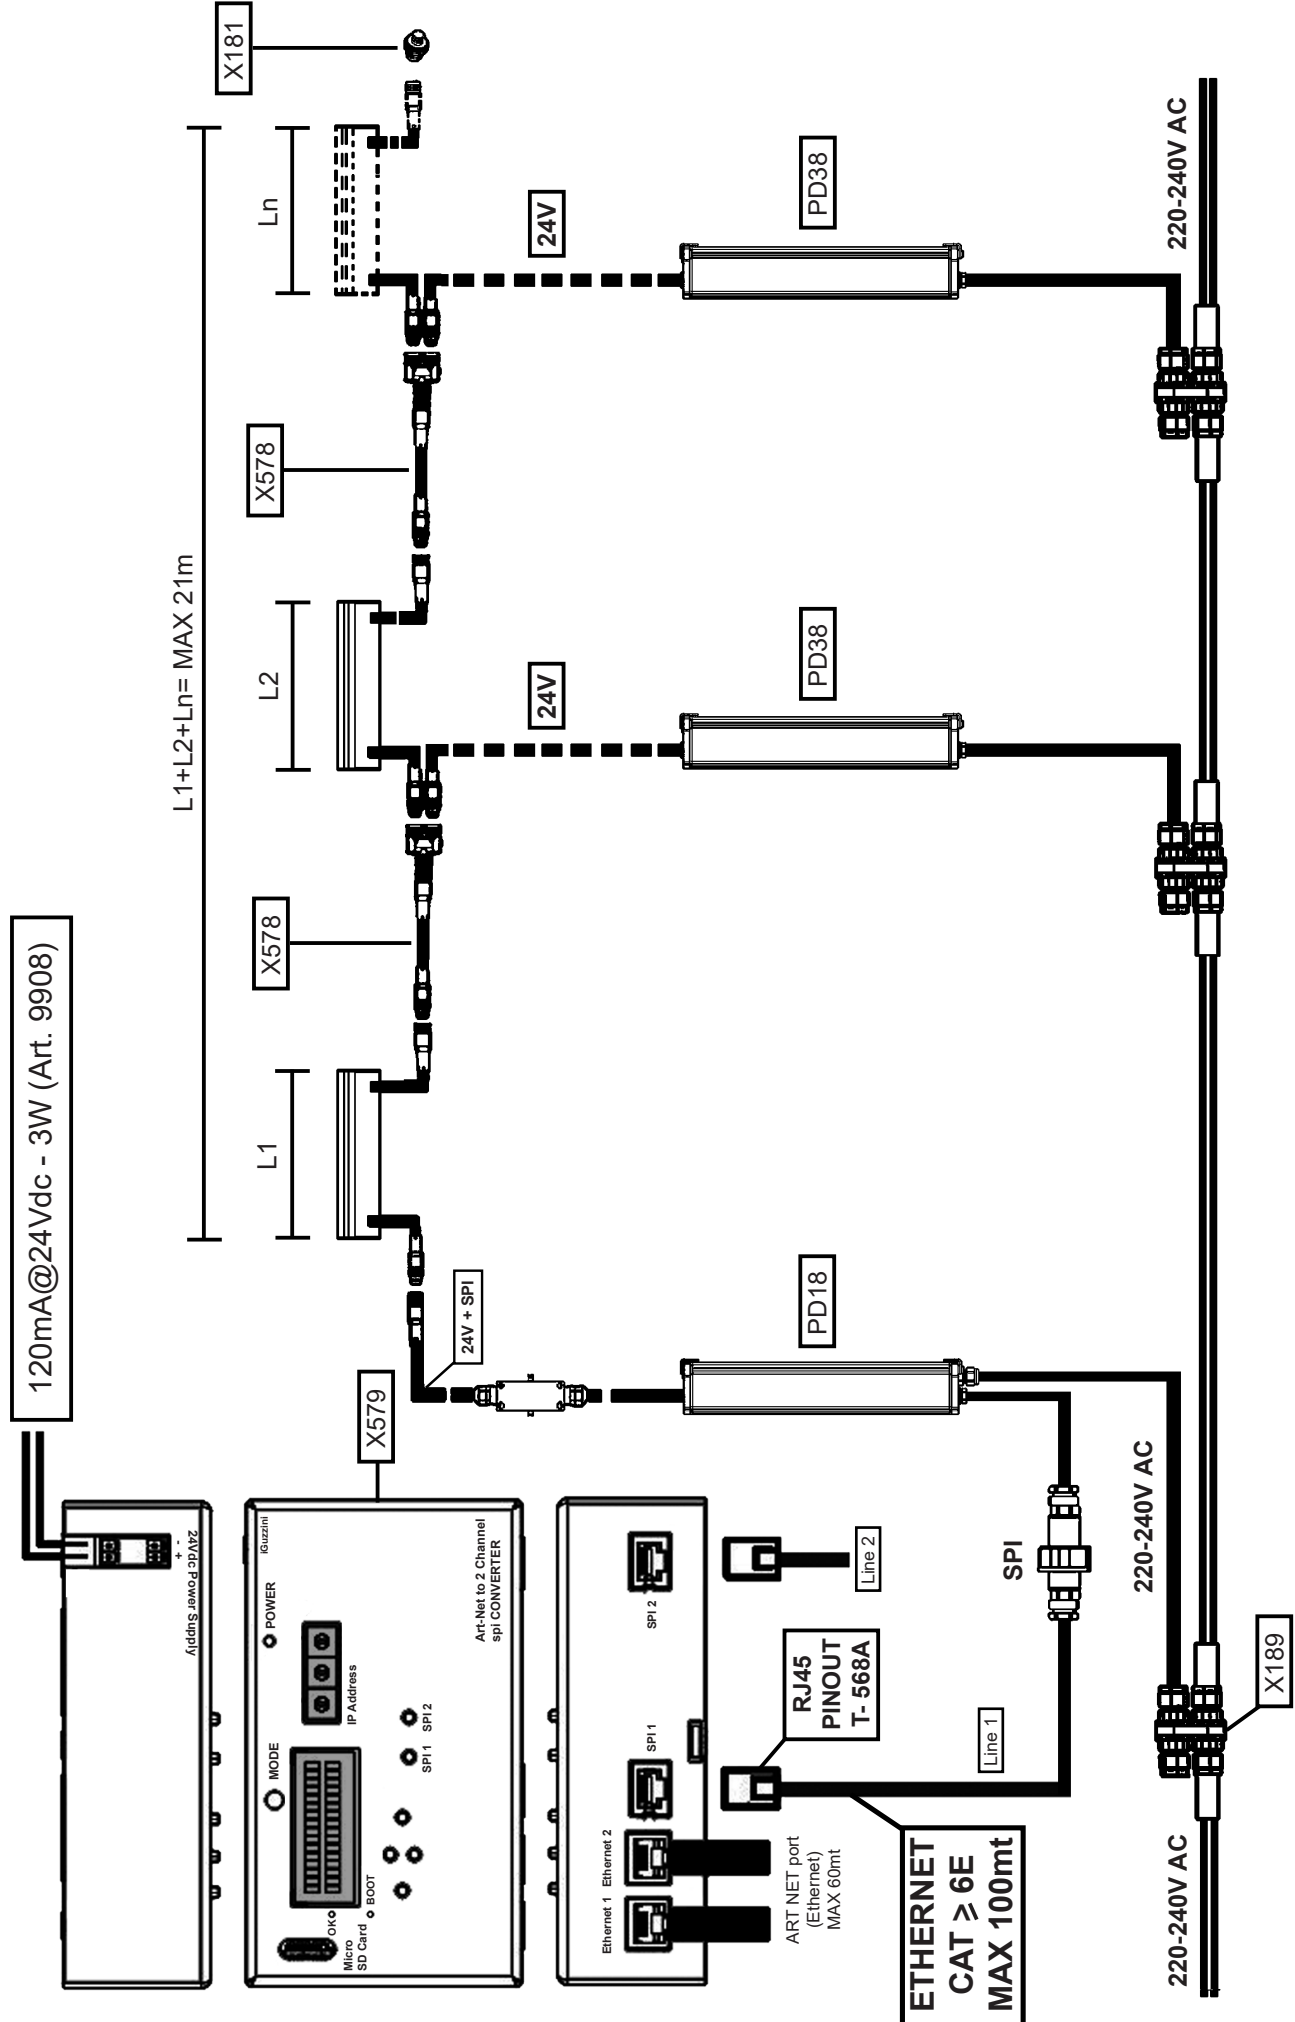 120mA@24Vdc - 3W (Art. 9908)
24Vdc Power Supply
+ -
X579
iGuzzini
POWER
MODE
IP Address
OK
BOOT
Micro
SD Card
SPI 1
SPI 2
Art-Net to 2 Channel
spi CONVERTER
Ethernet 1
Ethernet 2
SPI 1
SPI 2
ART NET port
(Ethernet)
MAX 60mt
RJ45
PINOUT
T- 568A
Line 2
Line 1
ETHERNET
CAT ⩾ 6E
MAX 100mt
L1+L2+Ln= MAX 21m
L1
L2
Ln
X578
X578
X181
24V + SPI
24V
24V
PD18
PD38
PD38
SPI
220-240V AC
220-240V AC
220-240V AC
X189